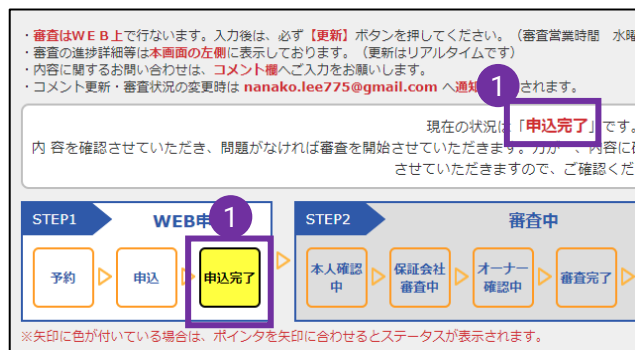 ・審査はWEB上で行ないます。入力後は、必ず【更新】ボタンを押してください。（審査営業時間 水曜
・審査の進捗詳細等は本画面の左側に表示しております。（更新はリアルタイムです）
・内容に関するお問い合わせは、コメント欄へご入力をお願いします。
・コメント更新・審査状況の変更時は nanako.lee775@gmail.com へ通知 されます。
1
現在の状況は「申込完了」です。
内 容を確認させていただき、問題がなければ審査を開始させていただきます。万が一、内容に
させていただきますので、ご確認くだ
STEP1 WEB申
1
STEP2 審査中
予約
申込
申込完了
本人確認中
保証会社審査中
オーナー確認中
審査完了
※矢印に色が付いている場合は、ポインタを矢印に合わせるとステータスが表示されます。